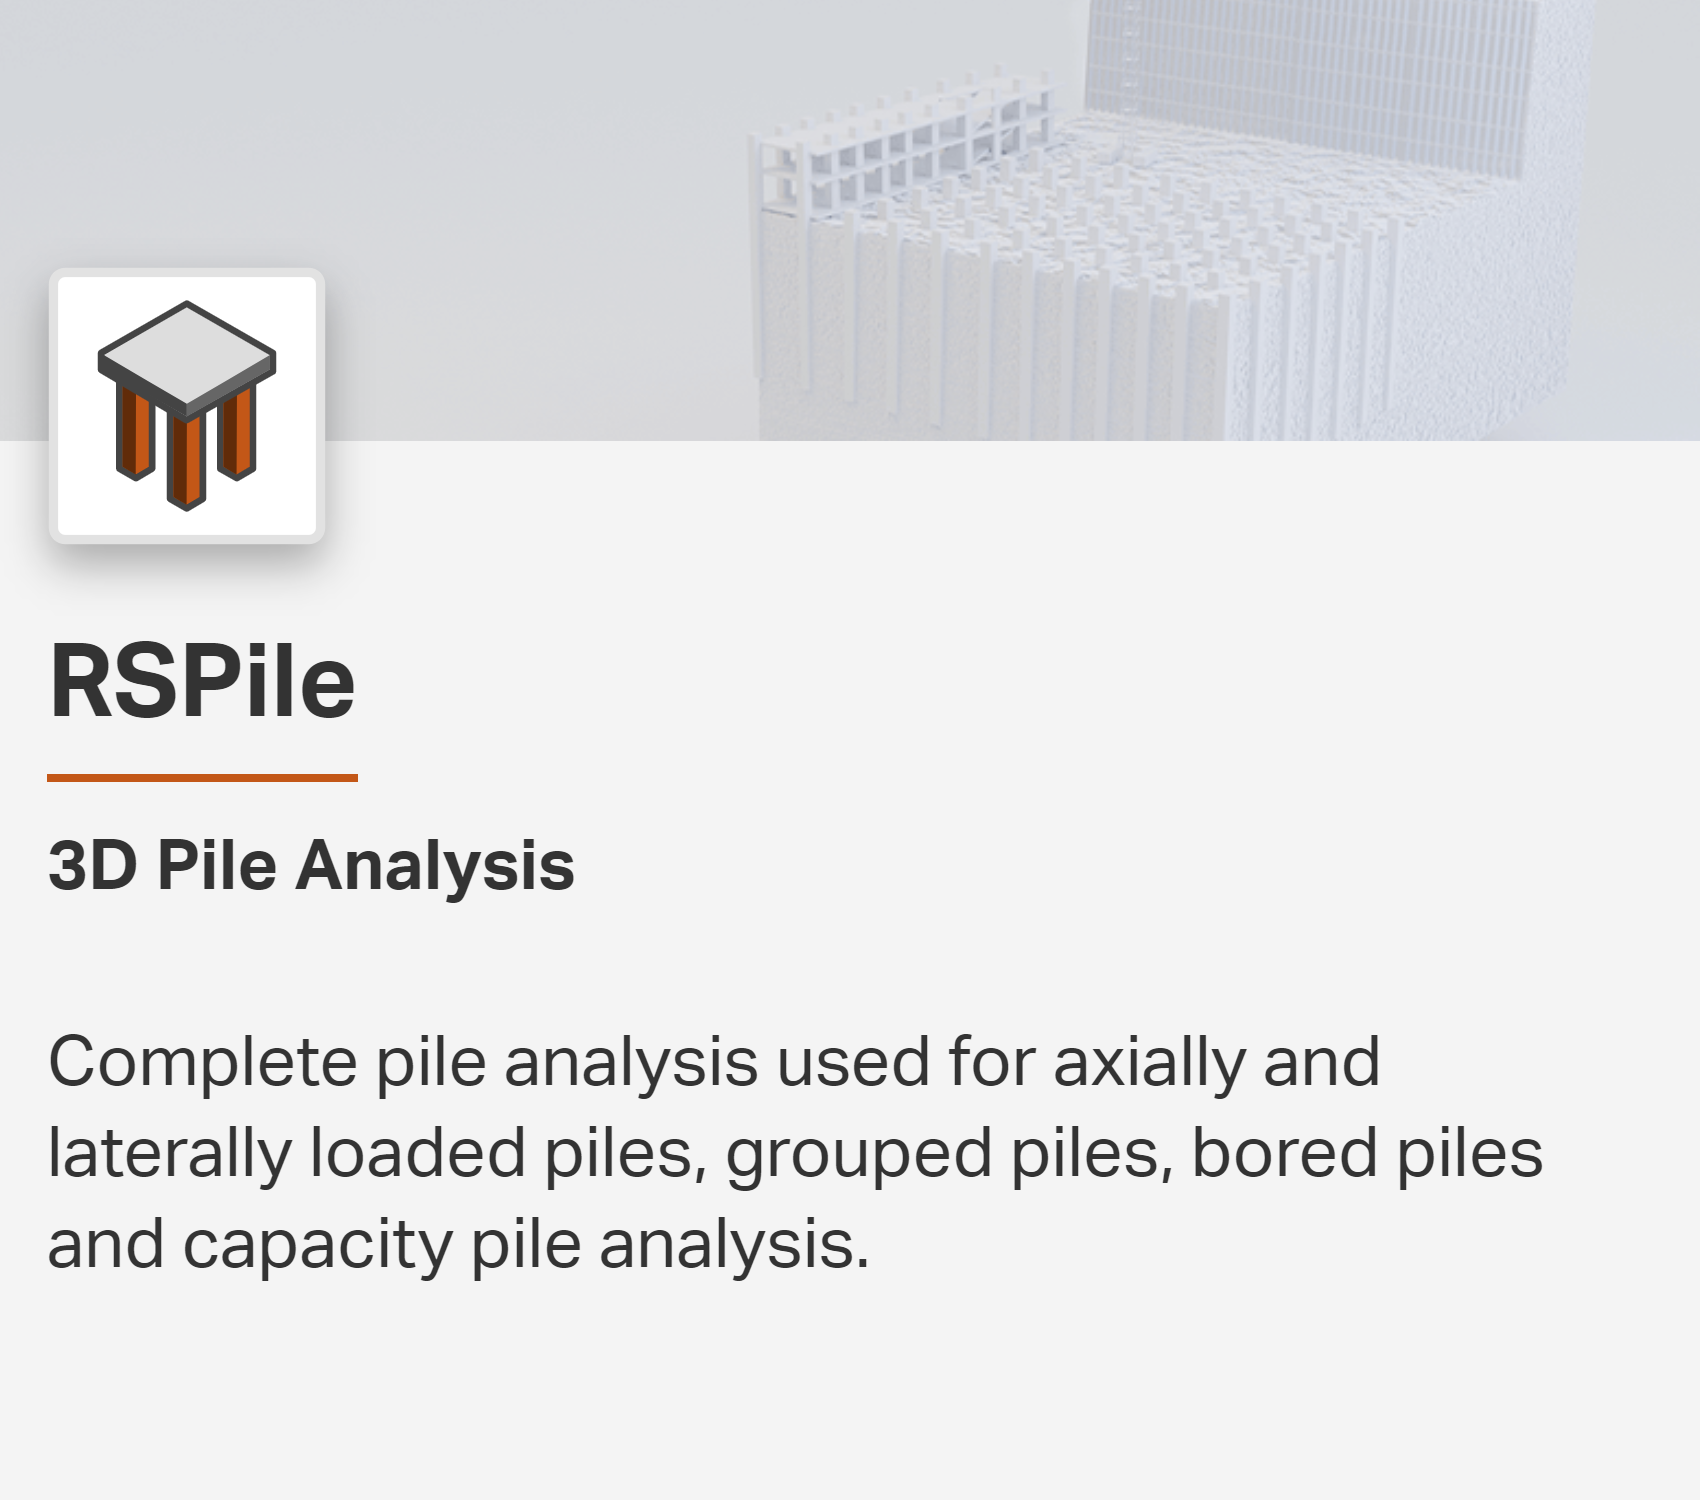 RSPile
3D Pile Analysis
Complete pile analysis used for axially and
laterally loaded piles, grouped piles, bored piles
and capacity pile analysis.